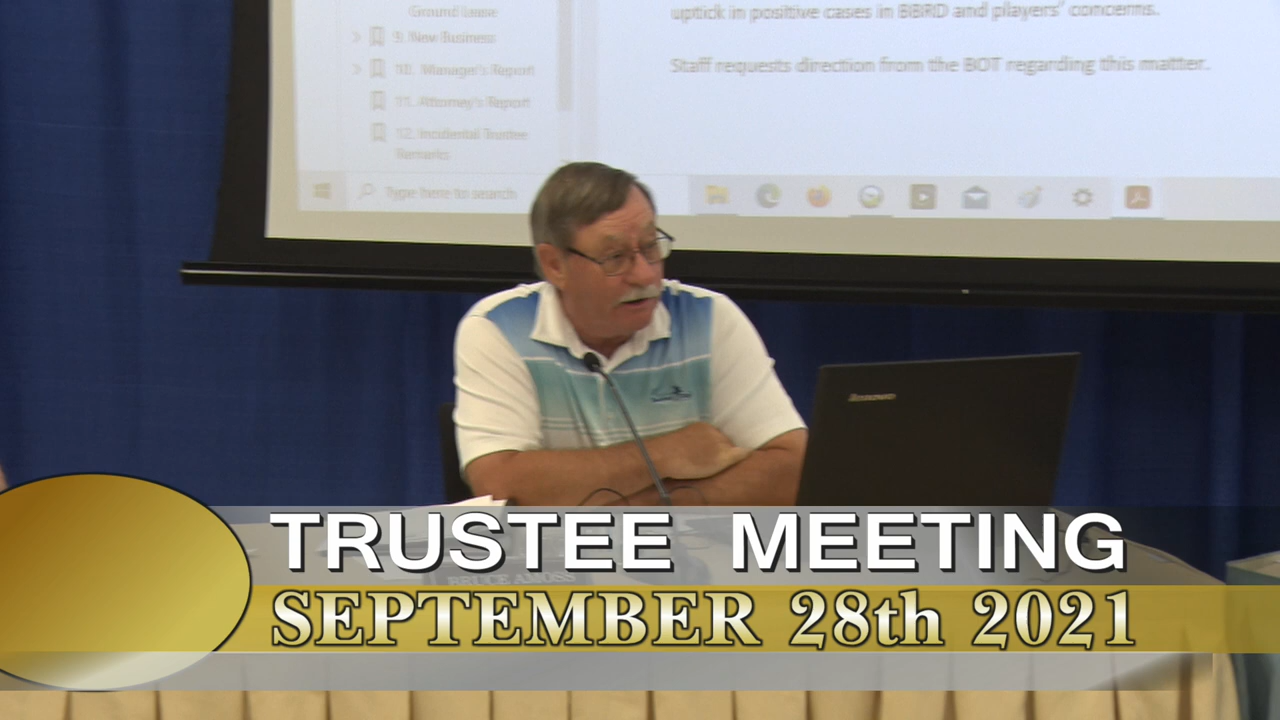 Ground Lease
9. New Business
10. Manager's Report
11. Attorney's Report
12. Incidental Trustee
Remarks
Type here to search
uptick in positive cases in BBRD and players' concerns.
Staff requests direction from the BOT regarding this matter.
lenovo
BRUCE AMOSS
TRUSTEE MEETING
SEPTEMBER 28th 2021